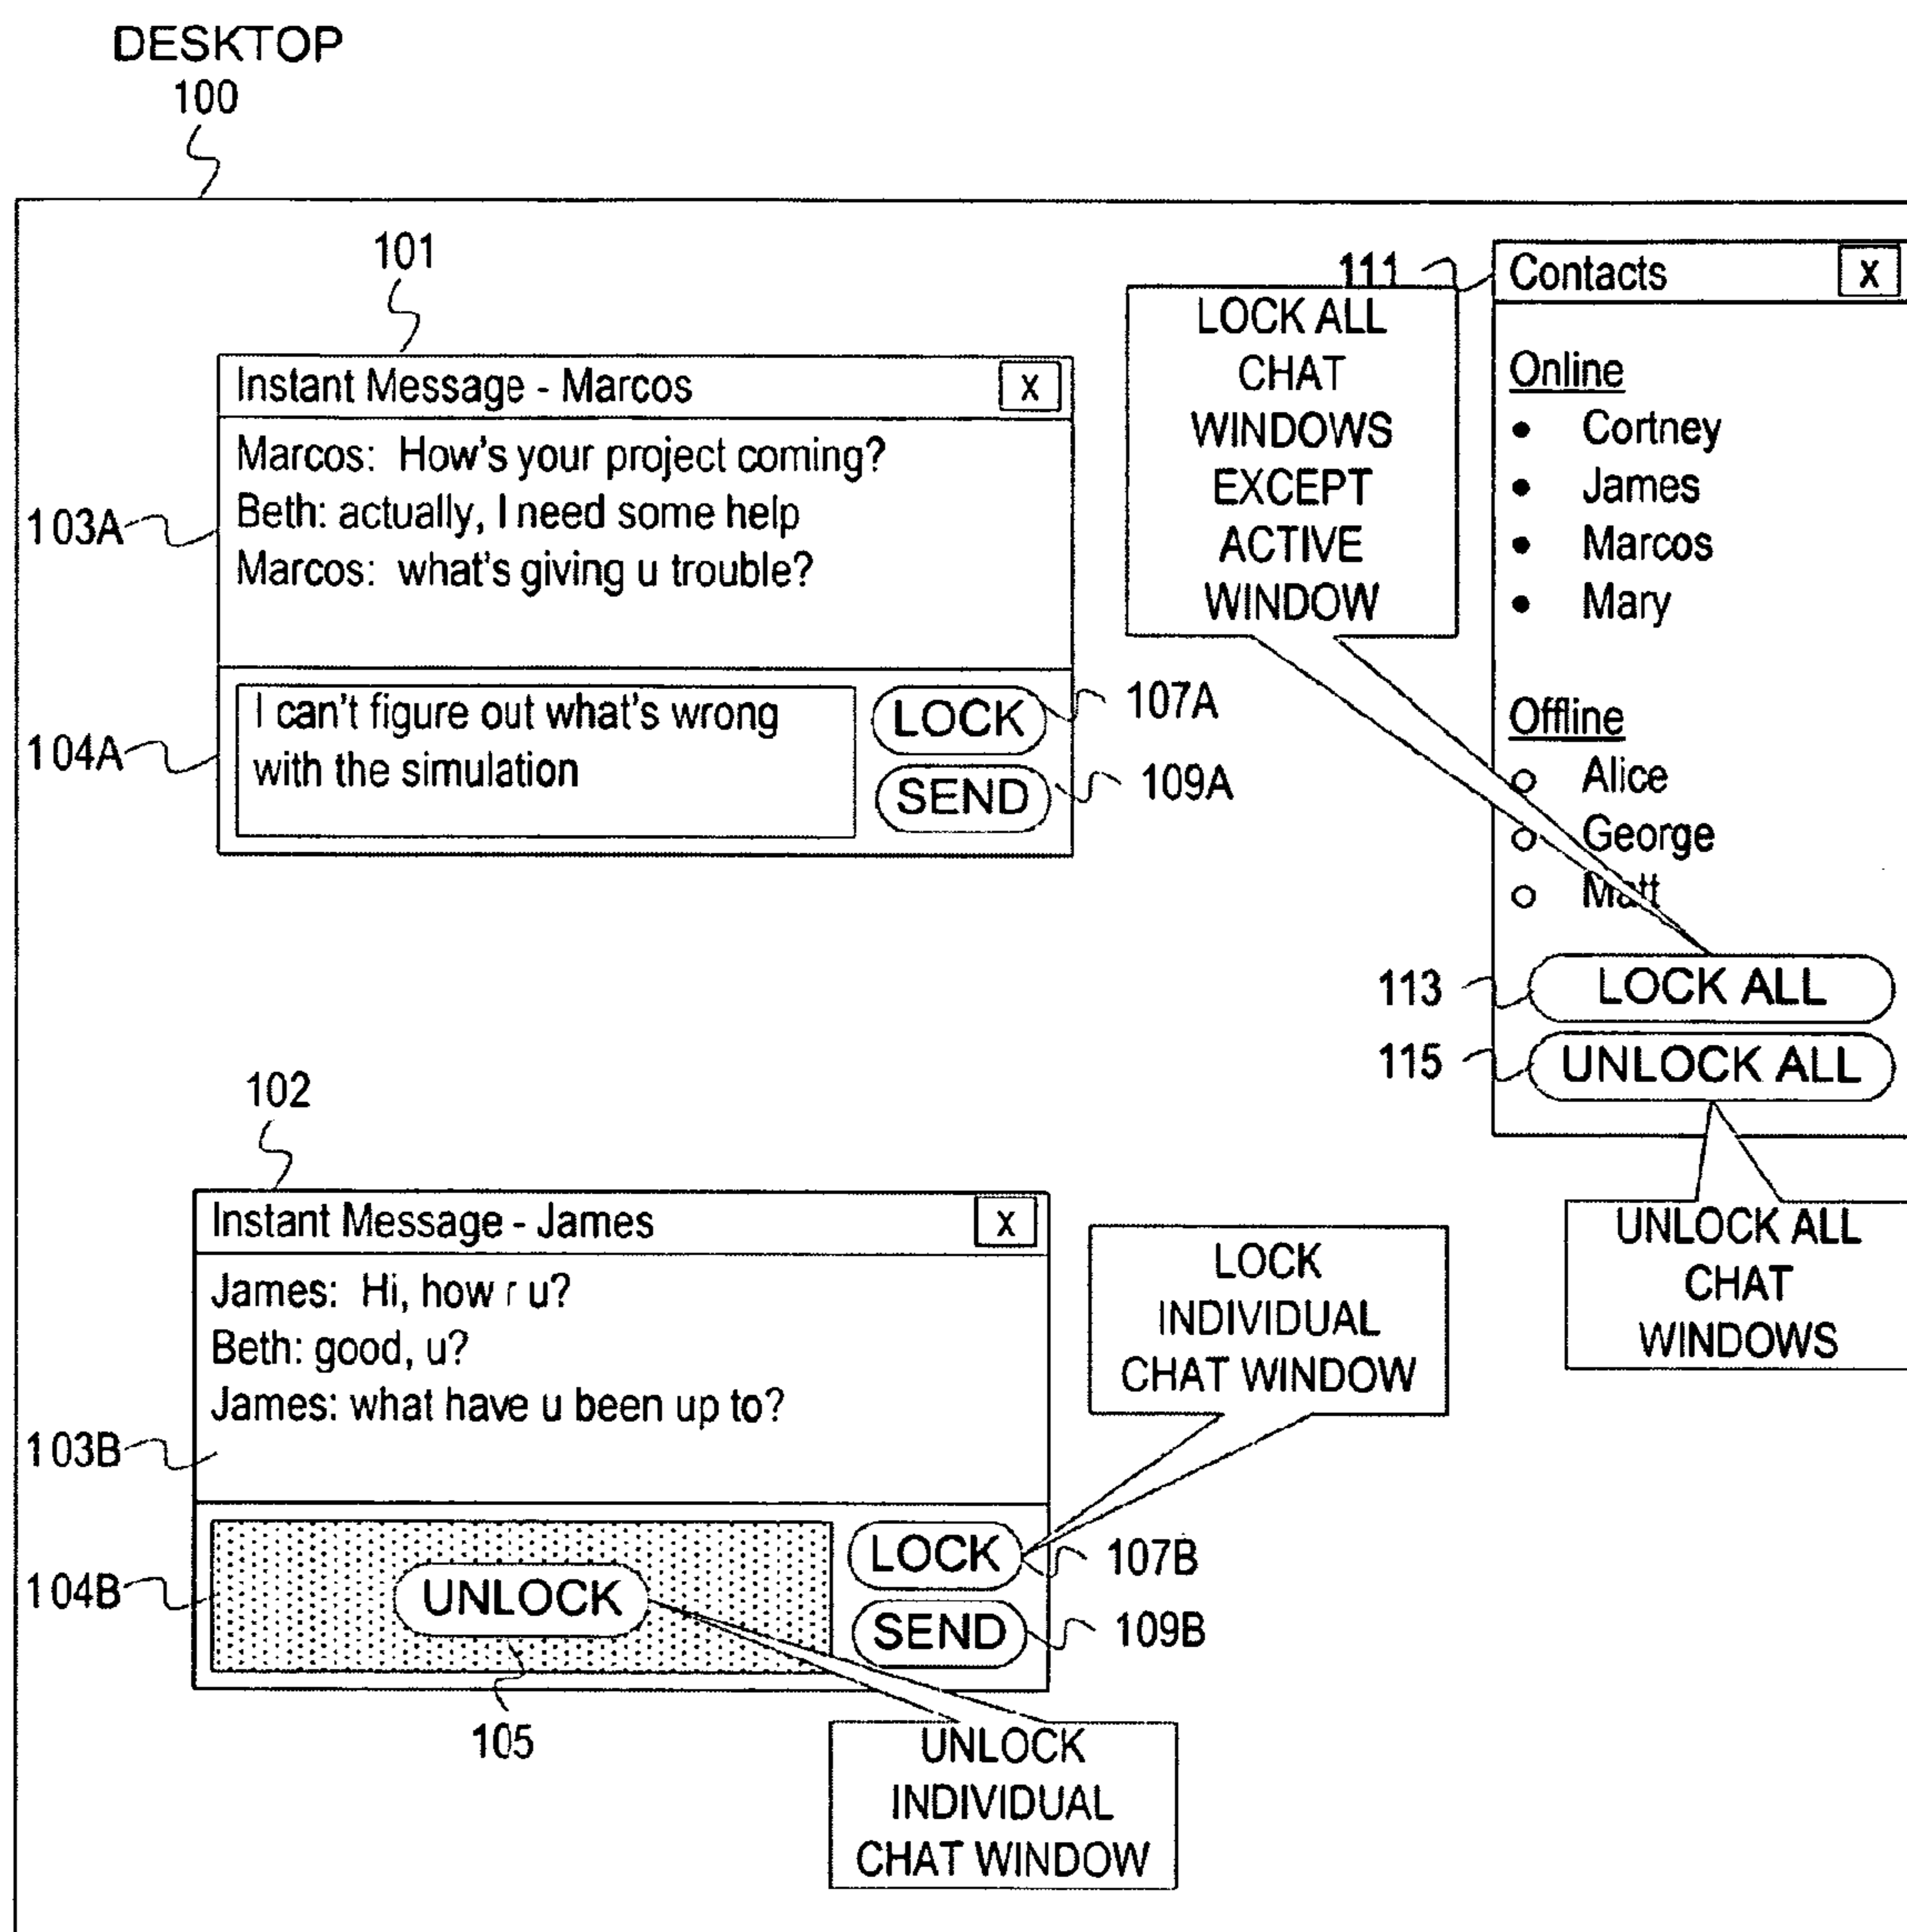 DESKTOP
100
101
Instant Message - Marcos
X
Marcos: How's your project coming?
Beth: actually, I need some help
Marcos: what's giving u trouble?
103A
I can't figure out what's wrong
with the simulation
104A
LOCK
107A
SEND
109A
LOCK ALL
CHAT
WINDOWS
EXCEPT
ACTIVE
WINDOW
111
Contacts
X
Online
• Cortney
• James
• Marcos
• Mary
Offline
○ Alice
○ George
○ Matt
113
LOCK ALL
115
UNLOCK ALL
UNLOCK ALL
CHAT
WINDOWS
102
Instant Message - James
X
James: Hi, how r u?
Beth: good, u?
James: what have u been up to?
103B
104B
UNLOCK
105
LOCK
107B
SEND
109B
LOCK
INDIVIDUAL
CHAT WINDOW
UNLOCK
INDIVIDUAL
CHAT WINDOW